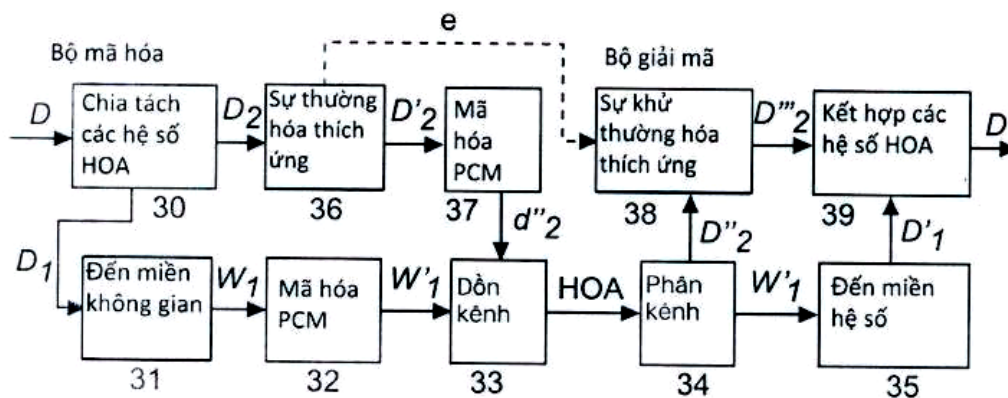 e
Bộ mã hóa
Bộ giải mã
D
Chia tách
các hệ số
HOA
D₂
Sự thường
hóa thích
ứng
D'₂
Mã
hóa
PCM
Sự khử
thường hóa
thích ứng
D'''₂
Kết hợp các
hệ số HOA
D
30
36
37
38
39
d''₂
D''₂
D'₁
D₁
Đến miền
không gian
W₁
Mã hóa
PCM
W'₁
Dồn
kênh
HOA
Phân
kênh
W'₁
Đến miền
hệ số
31
32
33
34
35